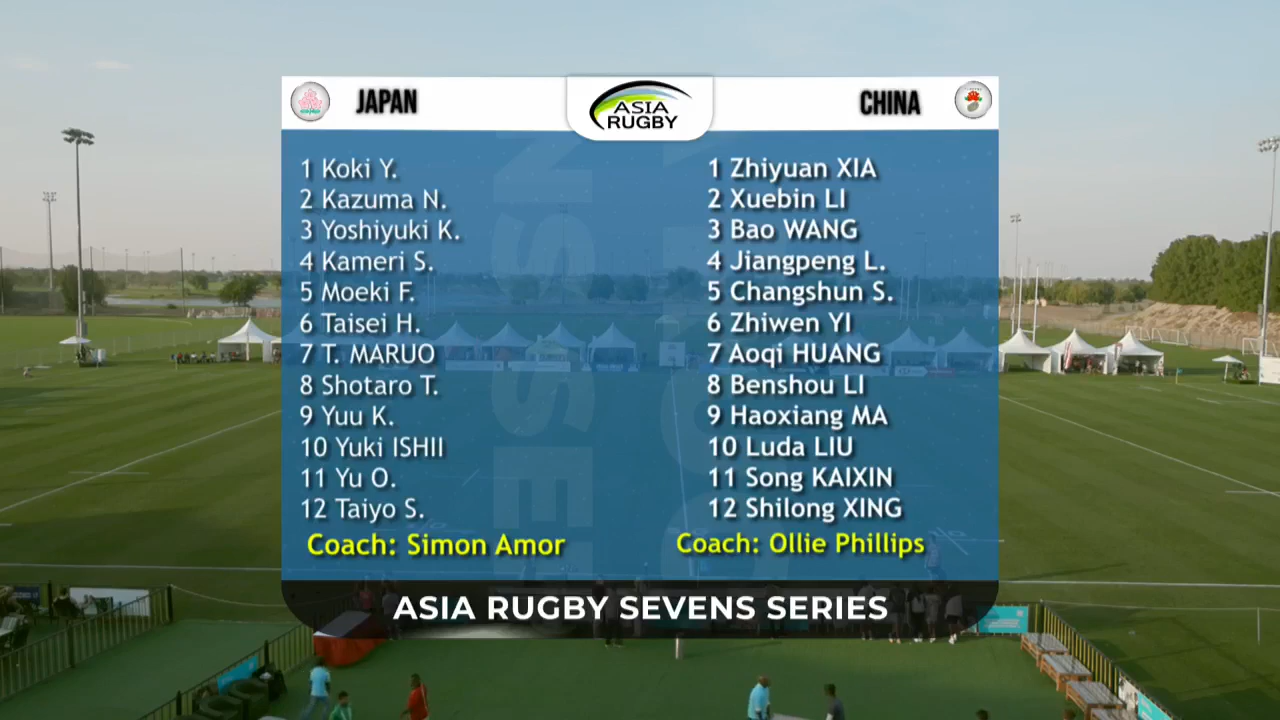 JAPAN
ASIA
RUGBY
CHINA
1 Koki Y.
2 Kazuma N.
3 Yoshiyuki K.
4 Kameri S.
5 Moeki F.
6 Taisei H.
7 T. MARUO
8 Shotaro T.
9 Yuu K.
10 Yuki ISHII
11 Yu O.
12 Taiyo S.
Coach: Simon Amor
1 Zhiyuan XIA
2 Xuebin LI
3 Bao WANG
4 Jiangpeng L.
5 Changshun S.
6 Zhiwen YI
7 Aoqi HUANG
8 Benshou LI
9 Haoxiang MA
10 Luda LIU
11 Song KAIXIN
12 Shilong XING
Coach: Ollie Phillips
ASIA RUGBY SEVENS SERIES